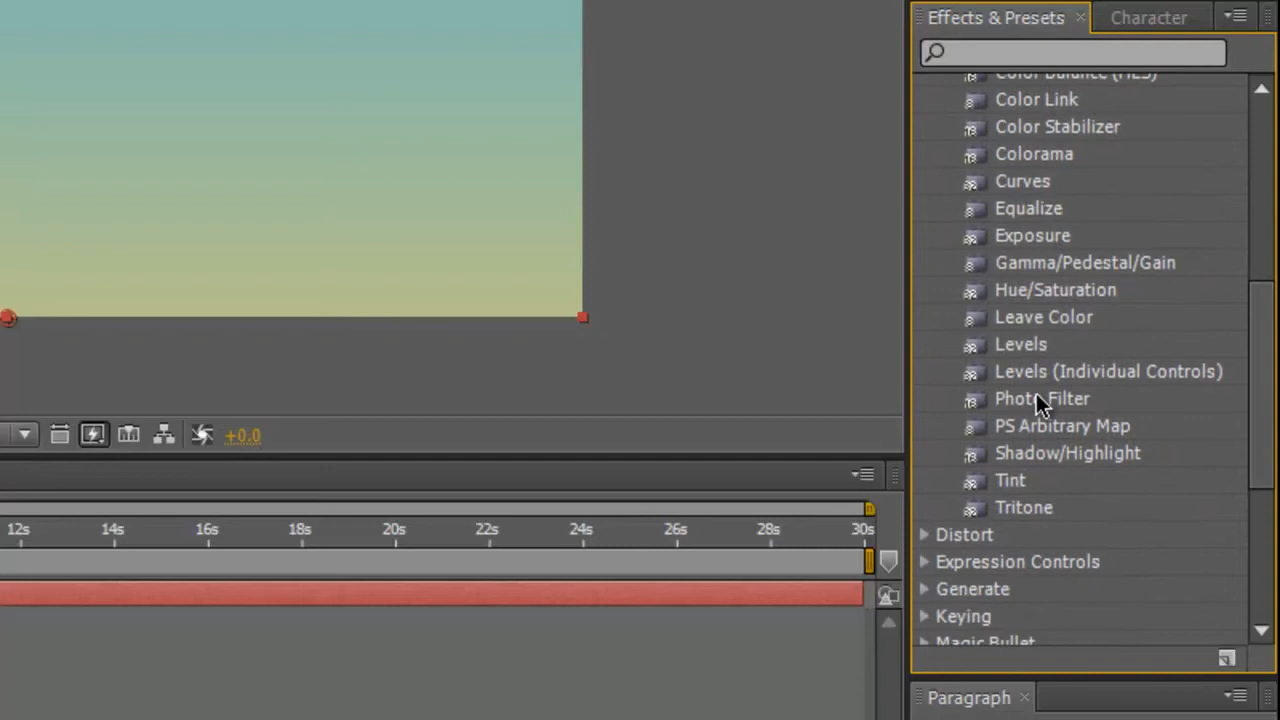 Effects & Presets
Character
Color Balance (HLS)
Color Link
Color Stabilizer
Colorama
Curves
Equalize
Exposure
Gamma/Pedestal/Gain
Hue/Saturation
Leave Color
Levels
Levels (Individual Controls)
Photo Filter
PS Arbitrary Map
Shadow/Highlight
Tint
Tritone
Distort
Expression Controls
Generate
Keying
Magic Bullet
+0.0
12s 14s 16s 18s 20s 22s 24s 26s 28s 30s
Paragraph